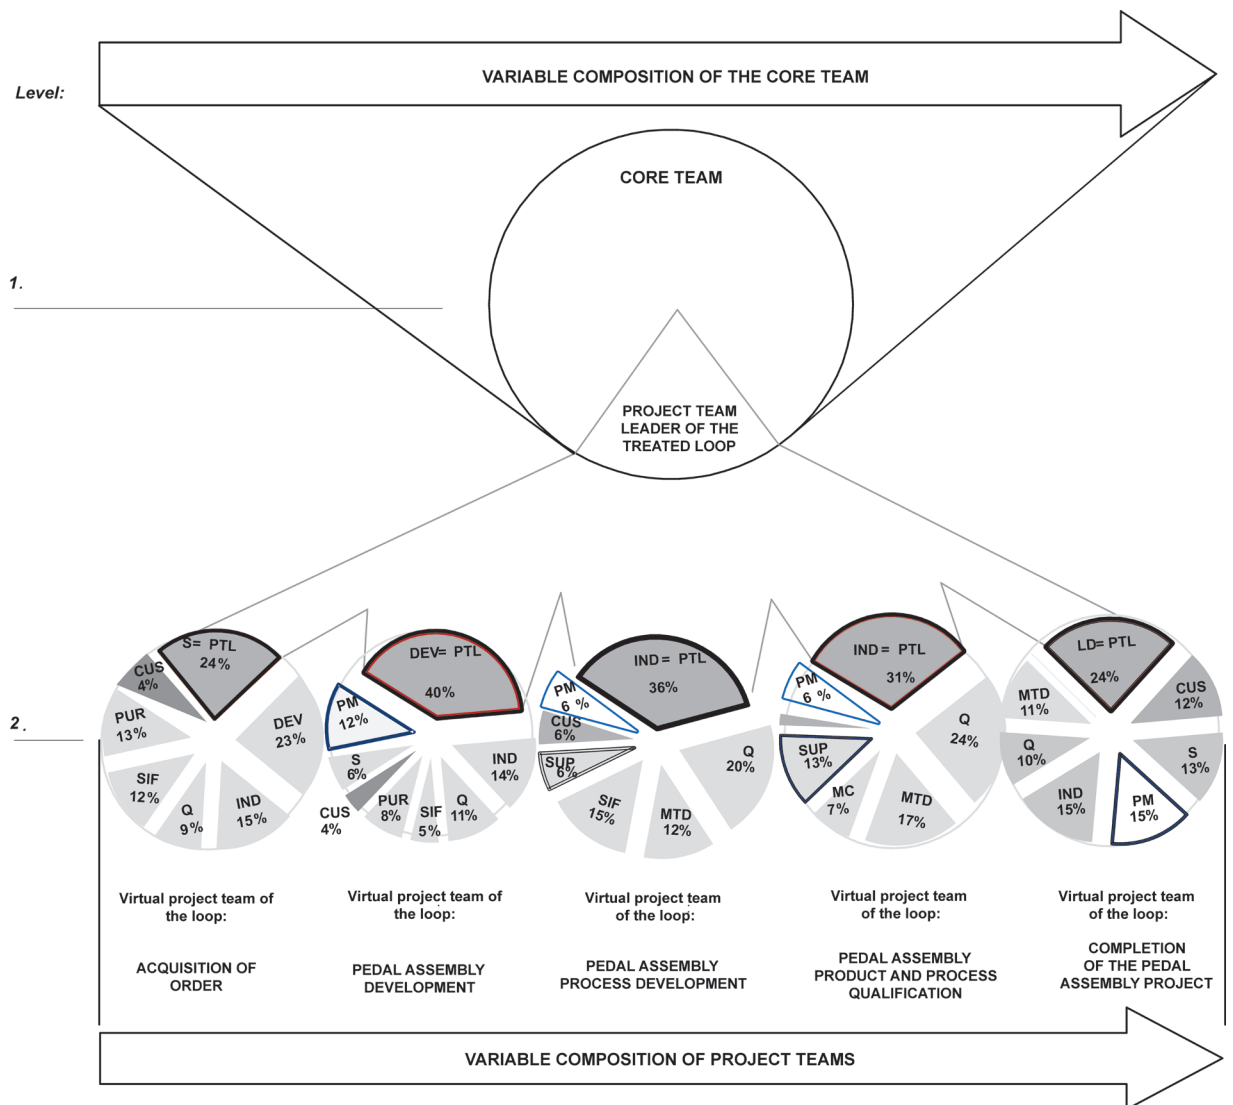 VARIABLE COMPOSITION OF THE CORE TEAM
Level:
CORE TEAM
1.
PROJECT TEAM
LEADER OF THE
TREATED LOOP
2.
S= PTL
24%
CUS
4%
PUR
13%
SIF
12%
Q
9%
IND
15%
DEV
23%
DEV= PTL
40%
PM
12%
S
6%
CUS
4%
PUR
8%
SIF
5%
Q
11%
IND
14%
IND= PTL
36%
PM
6 %
CUS
6%
SUP
6%
SIF
15%
MTD
12%
Q
20%
IND= PTL
31%
PM
6 %
SUP
13%
MC
7%
MTD
17%
Q
24%
LD= PTL
24%
MTD
11%
Q
10%
IND
15%
PM
15%
S
13%
CUS
12%
Virtual project team of
the loop:
ACQUISITION OF
ORDER
Virtual project team of
the loop:
PEDAL ASSEMBLY
DEVELOPMENT
Virtual project team
of the loop:
PEDAL ASSEMBLY
PROCESS DEVELOPMENT
Virtual project team
of the loop:
PEDAL ASSEMBLY
PRODUCT AND PROCESS
QUALIFICATION
Virtual project team
of the loop:
COMPLETION
OF THE PEDAL
ASSEMBLY PROJECT
VARIABLE COMPOSITION OF PROJECT TEAMS